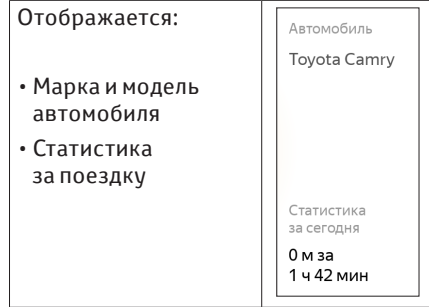 Отображается:
• Марка и модель
автомобиля
• Статистика
за поездку
Автомобиль
Toyota Camry
Статистика
за сегодня
0 м за
1 ч 42 мин